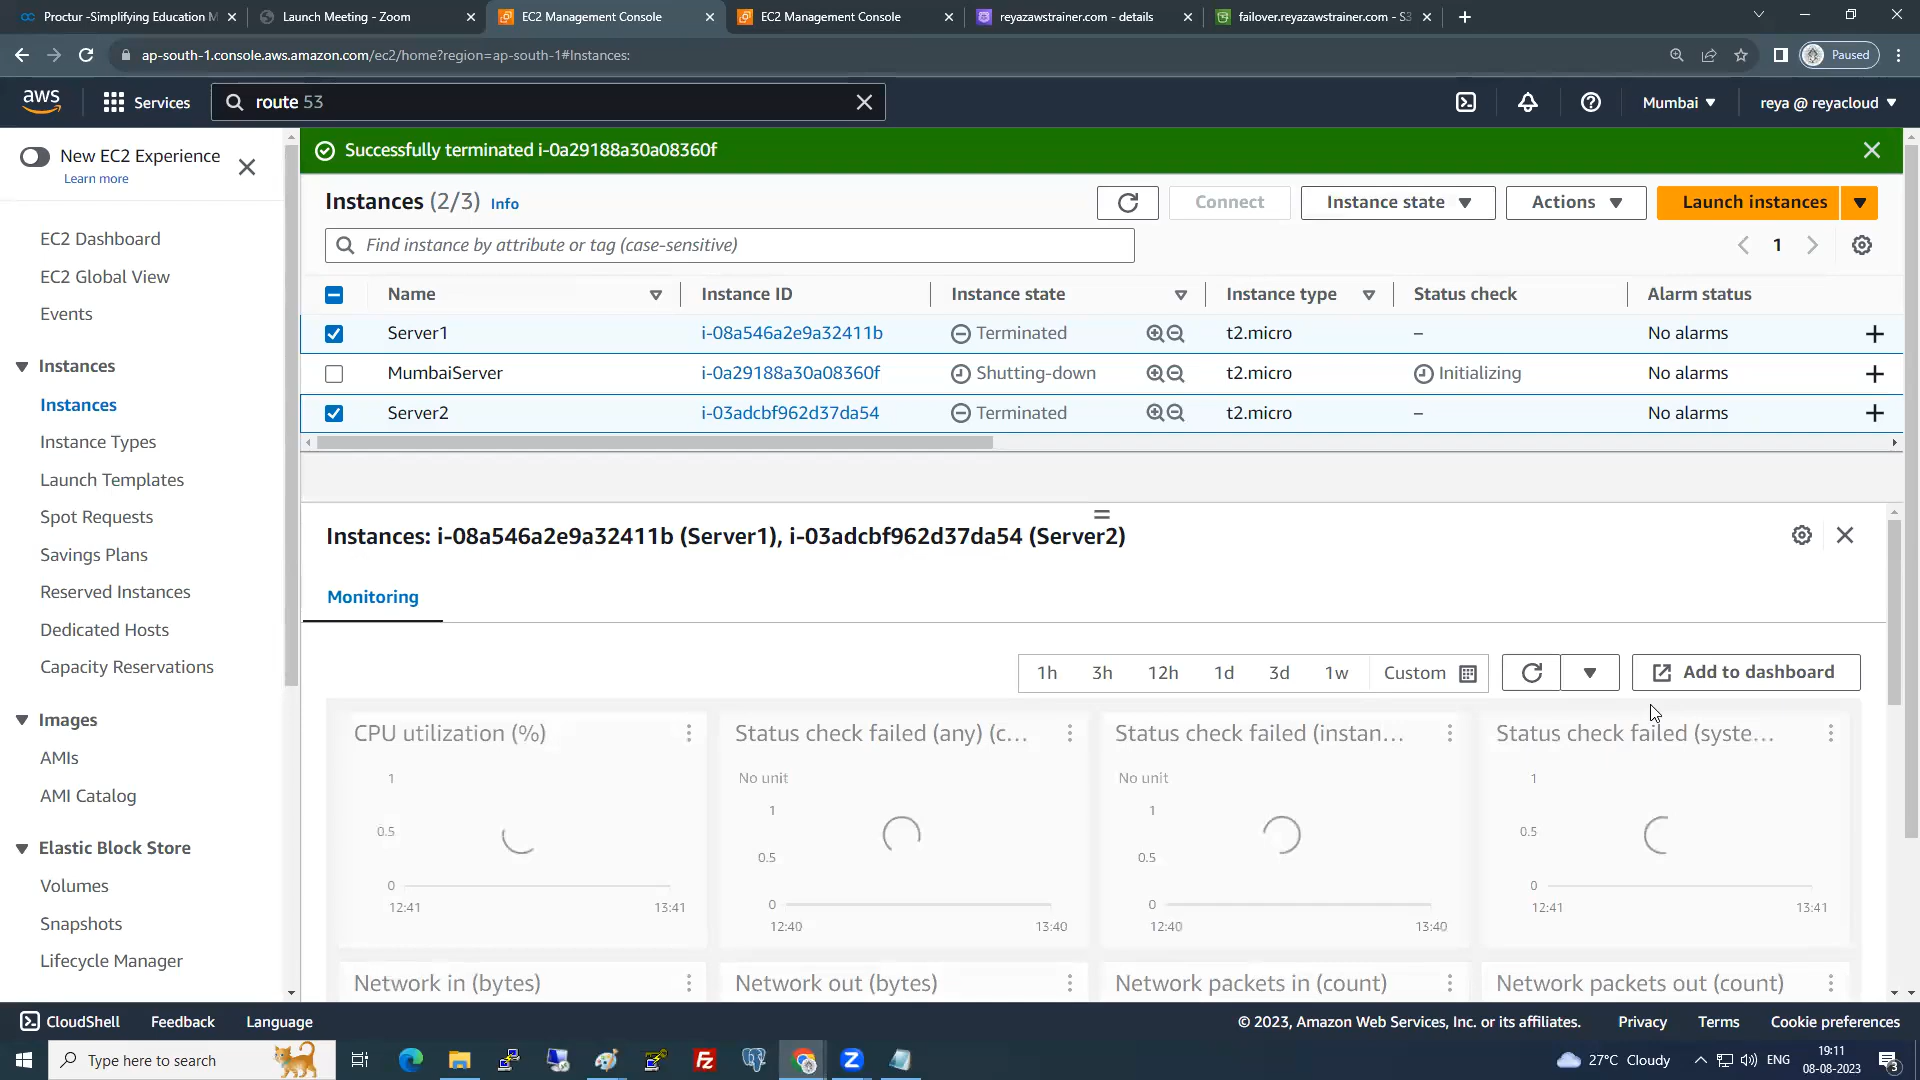 Proctur -Simplifying Education M
Launch Meeting - Zoom
EC2 Management Console
EC2 Management Console
reyazawstrainer.com - details
failover.reyazawstrainer.com - S3
ap-south-1.console.aws.amazon.com/ec2/home?region=ap-south-1#Instances:
Paused
aws
Services
route 53
Mumbai
reya @ reyacloud
New EC2 Experience
Learn more
EC2 Dashboard
EC2 Global View
Events
Instances
Instances
Instance Types
Launch Templates
Spot Requests
Savings Plans
Reserved Instances
Dedicated Hosts
Capacity Reservations
Images
AMIs
AMI Catalog
Elastic Block Store
Volumes
Snapshots
Lifecycle Manager
Successfully terminated i-0a29188a30a08360f
Instances (2/3) Info
Connect
Instance state
Actions
Launch instances
Find instance by attribute or tag (case-sensitive)
1
Name Instance ID Instance state Instance type Status check Alarm status
Server1 i-08a546a2e9a32411b Terminated t2.micro – No alarms
MumbaiServer i-0a29188a30a08360f Shutting-down t2.micro Initializing No alarms
Server2 i-03adcbf962d37da54 Terminated t2.micro – No alarms
Instances: i-08a546a2e9a32411b (Server1), i-03adcbf962d37da54 (Server2)
Monitoring
1h 3h 12h 1d 3d 1w Custom
Add to dashboard
CPU utilization (%)
1
0.5
0
12:41 13:41
Status check failed (any) (c...
No unit
1
0.5
0
12:40 13:40
Status check failed (instan...
No unit
1
0.5
0
12:40 13:40
Status check failed (syste...
1
0.5
0
12:41 13:41
Network in (bytes)
Network out (bytes)
Network packets in (count)
Network packets out (count)
CloudShell
Feedback
Language
© 2023, Amazon Web Services, Inc. or its affiliates.
Privacy
Terms
Cookie preferences
Type here to search
27°C Cloudy
ENG
19:11
08-08-2023
3